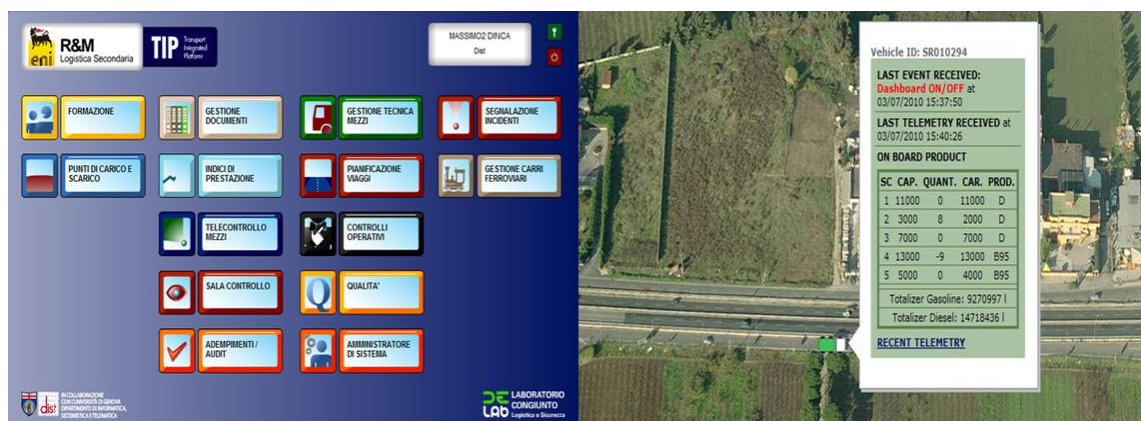 R&M
Logistica Secondaria
eni
TIP
Transport
Integrated
Platform
MASSIMO2 DINCA
Dist
FORMAZIONE
GESTIONE
DOCUMENTI
GESTIONE TECNICA
MEZZI
SEGNALAZIONE
INCIDENTI
PUNTI DI CARICO E
SCARICO
INDICI DI
PRESTAZIONE
PIANIFICAZIONE
VIAGGI
GESTIONE CARRI
FERROVIARI
TELECONTROLLO
MEZZI
CONTROLLI
OPERATIVI
SALA CONTROLLO
Q
QUALITA'
ADEMPIMENTI /
AUDIT
AMMINISTRATORE
DI SISTEMA
dist
IN COLLABORAZIONE
CON L'UNIVERSITÀ DI GENOVA
DIPARTIMENTO DI INFORMATICA,
SISTEMISTICA E TELEMATICA
DE LAB
LABORATORIO
CONGIUNTO
Logistica e Sicurezza
Vehicle ID: SR010294
LAST EVENT RECEIVED:
Dashboard ON/OFF at
03/07/2010 15:37:50
LAST TELEMETRY RECEIVED at
03/07/2010 15:40:26
ON BOARD PRODUCT
SC CAP. QUANT. CAR. PROD.
1 11000 0 11000 D
2 3000 8 2000 D
3 7000 0 7000 D
4 13000 -9 13000 B95
5 5000 0 4000 B95
Totalizer Gasoline: 9270997 l
Totalizer Diesel: 14718436 l
RECENT TELEMETRY